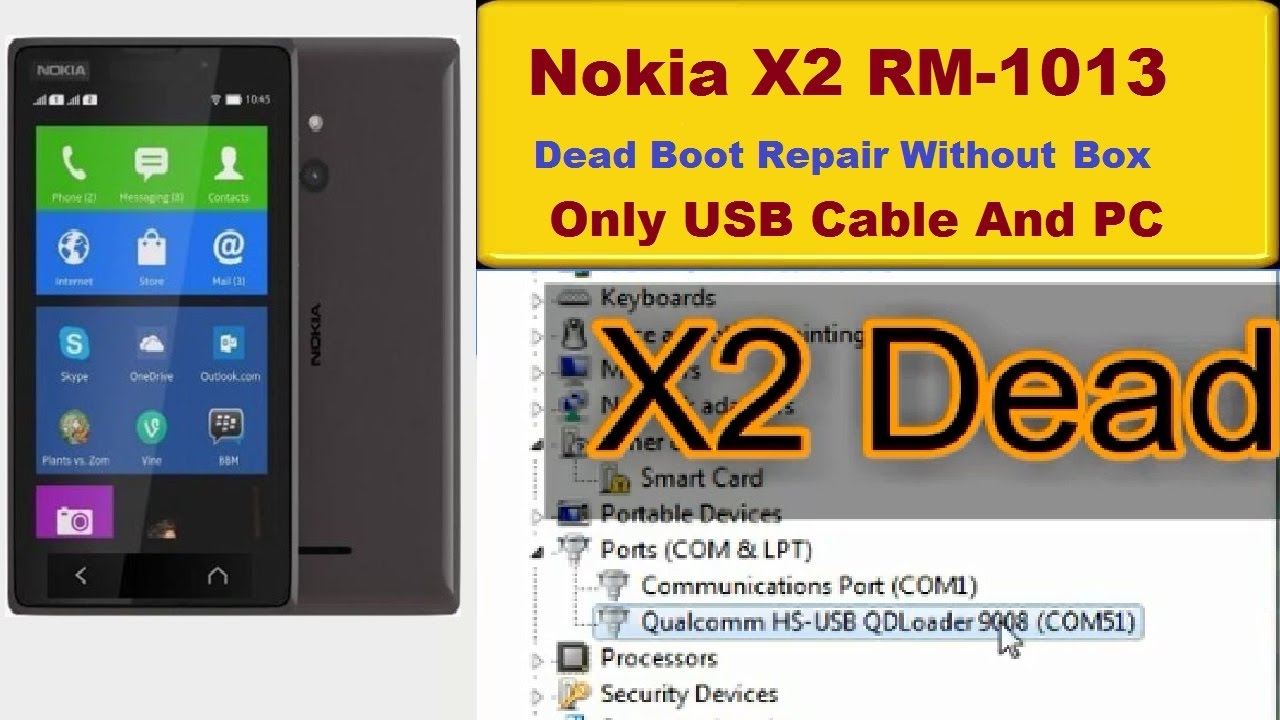 NOKIA
10:45
Phone (2)
Messaging (8)
Contacts
Internet
Store
Mail (3)
Skype
OneDrive
Outlook.com
Plants vs. Zom
Vine
BBM
NOKIA
Nokia X2 RM-1013
Dead Boot Repair Without Box
Only USB Cable And PC
Keyboards
X2 Dead
Smart Card
Portable Devices
Ports (COM & LPT)
Communications Port (COM1)
Qualcomm HS-USB QDLoader 9008 (COM51)
Processors
Security Devices